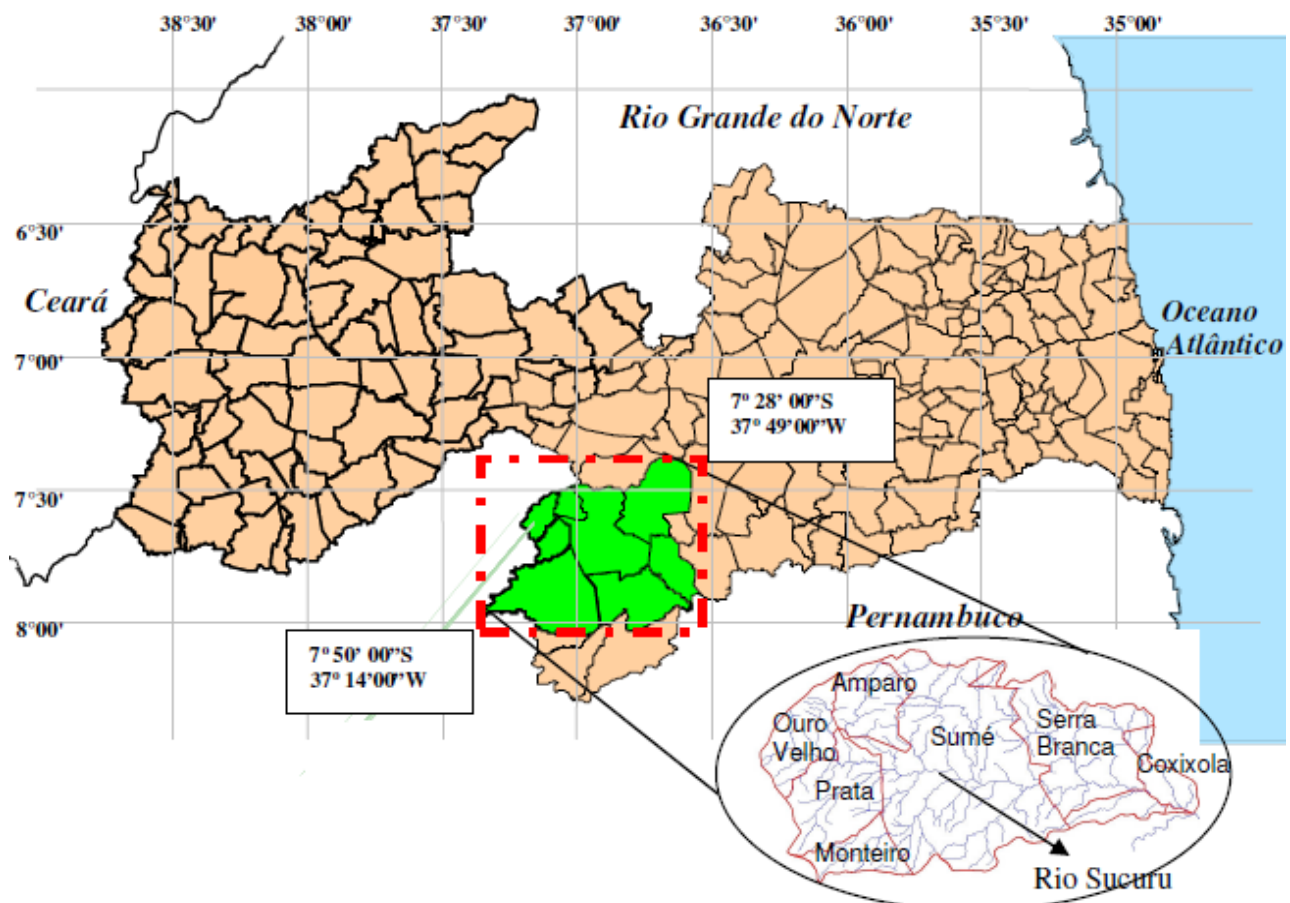 38°30' 38°00' 37°30' 37°00' 36°30' 36°00' 35°30' 35°00'
Rio Grande do Norte
6°30'
Ceará
Oceano
Atlântico
7°00'
7º 28’ 00”S
37º 49’00”W
7°30'
8°00'
Pernambuco
7º 50’ 00”S
37º 14’00”W
Amparo
Ouro
Velho
Sumé
Serra
Branca
Coxixola
Prata
Monteiro
Rio Sucuru